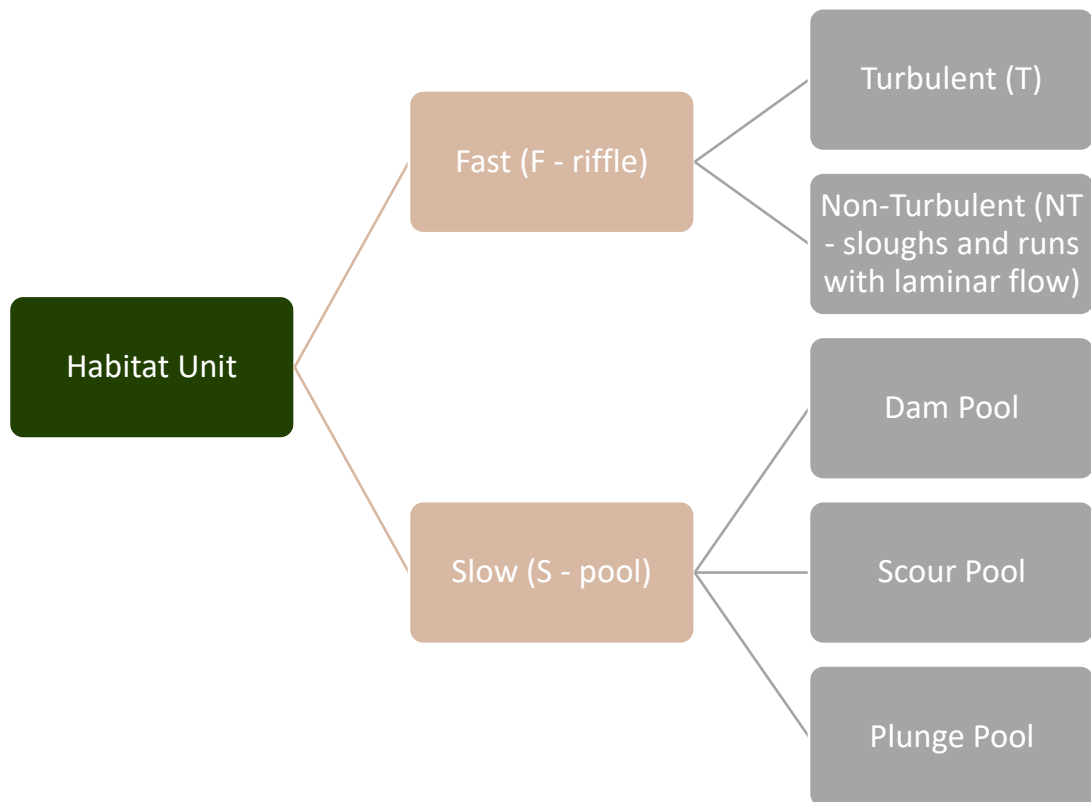 Habitat Unit
Fast (F - riffle)
Turbulent (T)
Non-Turbulent (NT
- sloughs and runs
with laminar flow)
Slow (S - pool)
Dam Pool
Scour Pool
Plunge Pool